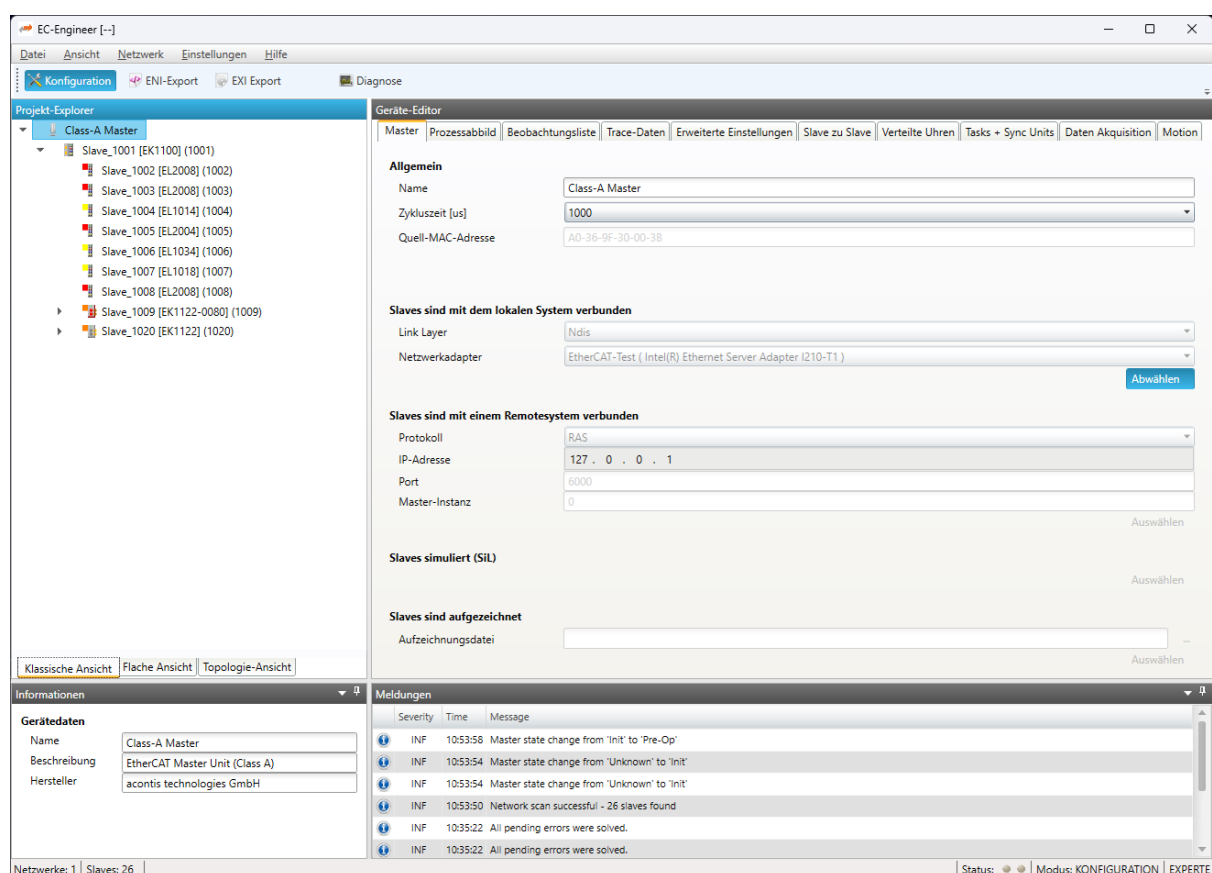 EC-Engineer [--]
Datei Ansicht Netzwerk Einstellungen Hilfe
Konfiguration ENI-Export EXI Export Diagnose
Projekt-Explorer
Class-A Master
Slave_1001 [EK1100] (1001)
Slave_1002 [EL2008] (1002)
Slave_1003 [EL2008] (1003)
Slave_1004 [EL1014] (1004)
Slave_1005 [EL2004] (1005)
Slave_1006 [EL1034] (1006)
Slave_1007 [EL1018] (1007)
Slave_1008 [EL2008] (1008)
Slave_1009 [EK1122-0080] (1009)
Slave_1020 [EK1122] (1020)
Klassische Ansicht Flache Ansicht Topologie-Ansicht
Geräte-Editor
Master Prozessabbild Beobachtungsliste Trace-Daten Erweiterte Einstellungen Slave zu Slave Verteilte Uhren Tasks + Sync Units Daten Akquisition Motion
Allgemein
Name Class-A Master
Zykluszeit [us] 1000
Quell-MAC-Adresse A0-36-9F-30-00-3B
Slaves sind mit dem lokalen System verbunden
Link Layer Ndis
Netzwerkadapter EtherCAT-Test ( Intel(R) Ethernet Server Adapter I210-T1 )
Abwählen
Slaves sind mit einem Remotesystem verbunden
Protokoll RAS
IP-Adresse 127 . 0 . 0 . 1
Port 6000
Master-Instanz 0
Auswählen
Slaves simuliert (SiL)
Auswählen
Slaves sind aufgezeichnet
Aufzeichnungsdatei ...
Auswählen
Informationen
Gerätedaten
Name Class-A Master
Beschreibung EtherCAT Master Unit (Class A)
Hersteller acontis technologies GmbH
Meldungen
Severity Time Message
INF 10:53:58 Master state change from 'Init' to 'Pre-Op'
INF 10:53:54 Master state change from 'Unknown' to 'Init'
INF 10:53:54 Master state change from 'Unknown' to 'Init'
INF 10:53:50 Network scan successful - 26 slaves found
INF 10:35:22 All pending errors were solved.
INF 10:35:22 All pending errors were solved.
Netzwerke: 1 Slaves: 26 Status: Modus: KONFIGURATION EXPERTE